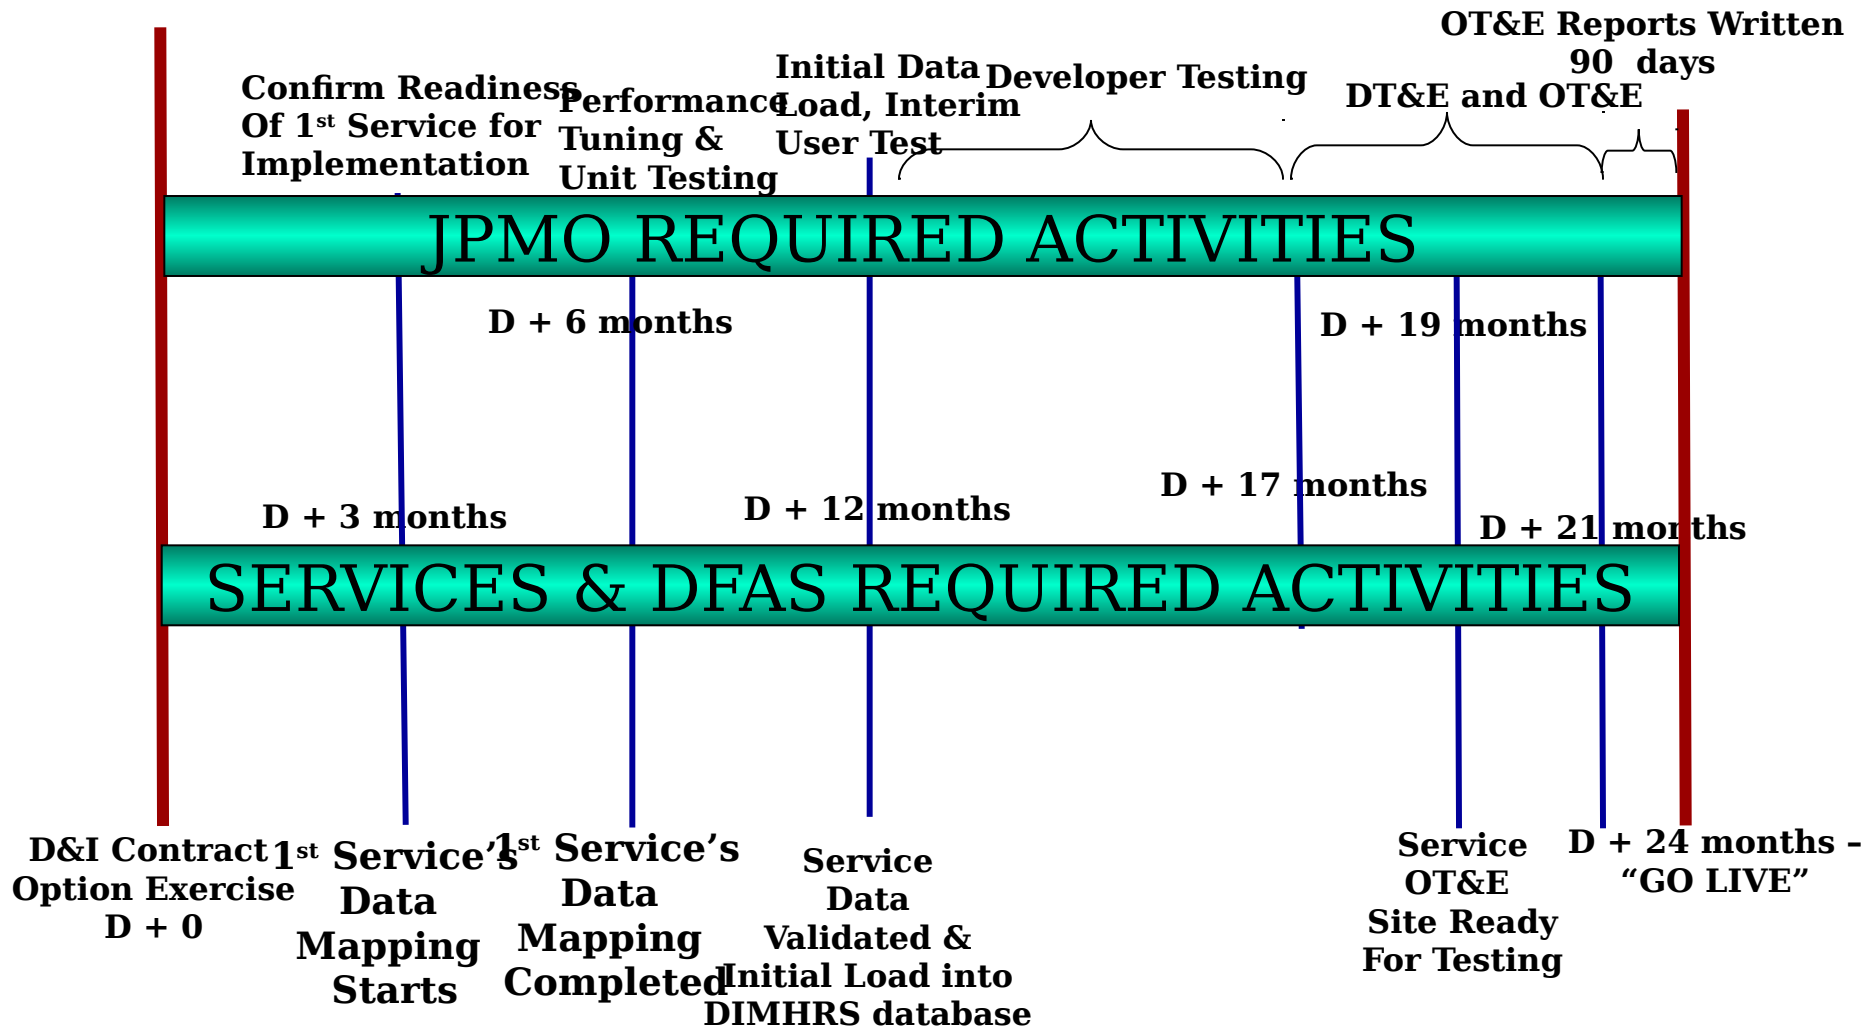 OT&E Reports Written
90 days
Confirm Readiness
Of 1st Service for
Implementation
Performance
Tuning &
Unit Testing
Initial Data
Load, Interim
User Test
Developer Testing
DT&E and OT&E
JPMO REQUIRED ACTIVITIES
D + 6 months
D + 19 months
D + 3 months
D + 12 months
D + 17 months
D + 21 months
SERVICES & DFAS REQUIRED ACTIVITIES
D&I Contract
Option Exercise
D + 0
1st Service’s
Data
Mapping
Starts
1st Service’s
Data
Mapping
Completed
Service
Data
Validated &
Initial Load into
DIMHRS database
Service
OT&E
Site Ready
For Testing
D + 24 months –
“GO LIVE”